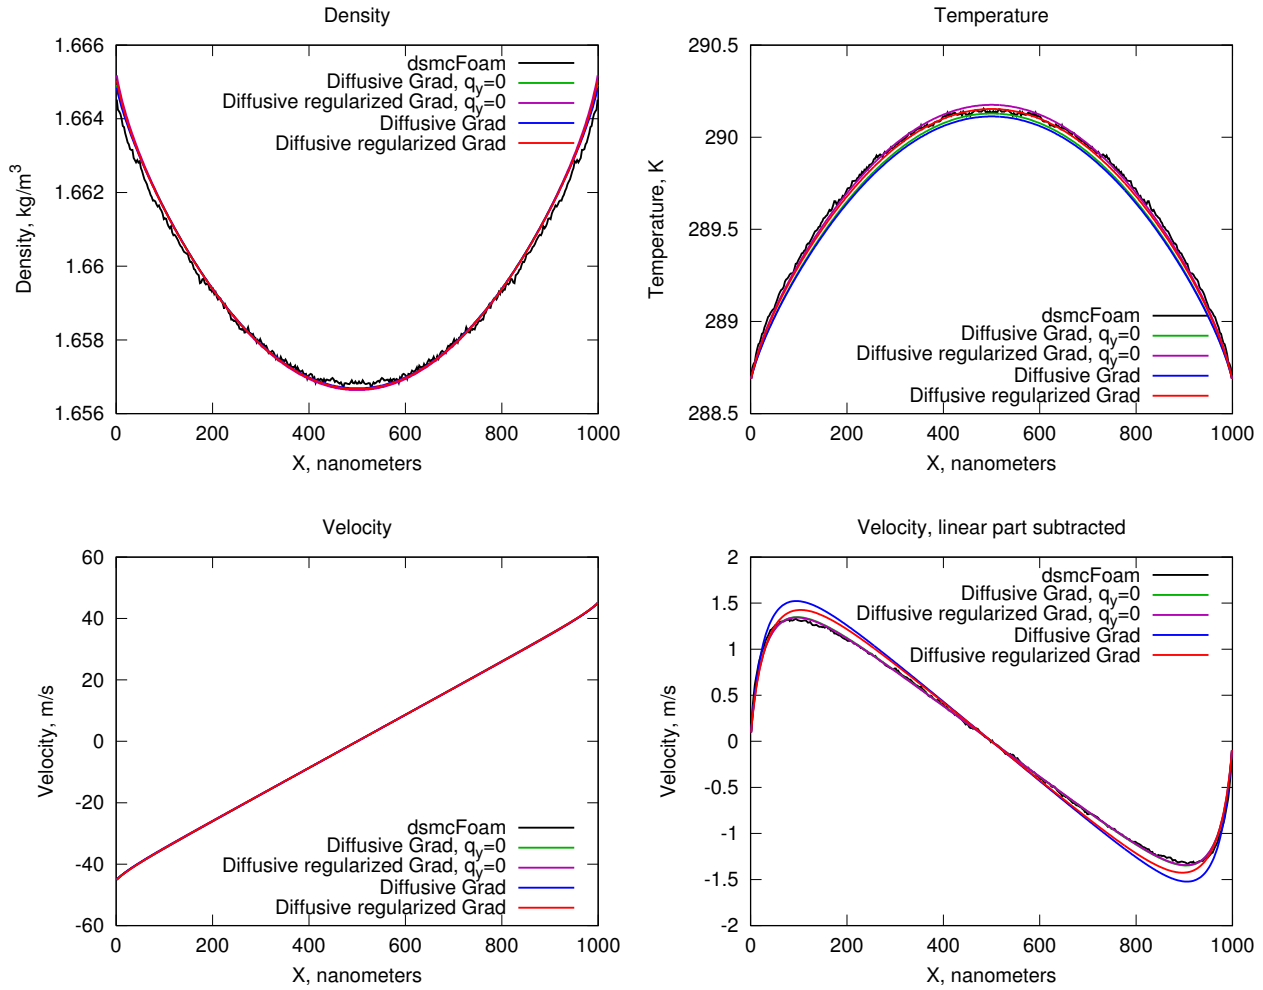 Density
1.666
1.664
1.662
1.66
1.658
1.656
Density, kg/m³
dsmcFoam
Diffusive Grad, q_y=0
Diffusive regularized Grad, q_y=0
Diffusive Grad
Diffusive regularized Grad
0 200 400 600 800 1000
X, nanometers
Temperature
290.5
290
289.5
289
288.5
Temperature, K
dsmcFoam
Diffusive Grad, q_y=0
Diffusive regularized Grad, q_y=0
Diffusive Grad
Diffusive regularized Grad
0 200 400 600 800 1000
X, nanometers
Velocity
60
40
20
0
-20
-40
-60
Velocity, m/s
dsmcFoam
Diffusive Grad, q_y=0
Diffusive regularized Grad, q_y=0
Diffusive Grad
Diffusive regularized Grad
0 200 400 600 800 1000
X, nanometers
Velocity, linear part subtracted
2
1.5
1
0.5
0
-0.5
-1
-1.5
-2
Velocity, m/s
dsmcFoam
Diffusive Grad, q_y=0
Diffusive regularized Grad, q_y=0
Diffusive Grad
Diffusive regularized Grad
0 200 400 600 800 1000
X, nanometers